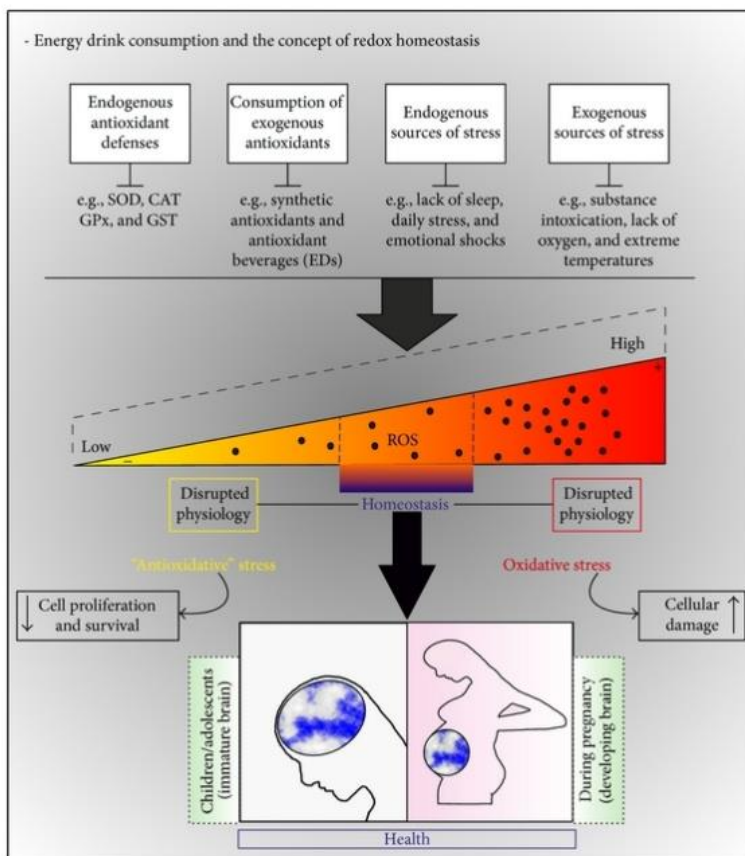 - Energy drink consumption and the concept of redox homeostasis
Endogenous
antioxidant
defenses
Consumption of
exogenous
antioxidants
Endogenous
sources of stress
Exogenous
sources of stress
e.g., SOD, CAT
GPx, and GST
e.g., synthetic
antioxidants and
antioxidant
beverages (EDs)
e.g., lack of sleep,
daily stress, and
emotional shocks
e.g., substance
intoxication, lack of
oxygen, and extreme
temperatures
High
+
Low
–
ROS
Disrupted
physiology
Homeostasis
Disrupted
physiology
"Antioxidative" stress
Oxidative stress
↓ Cell proliferation
and survival
Cellular ↑
damage
Children/adolescents
(immature brain)
During pregnancy
(developing brain)
Health